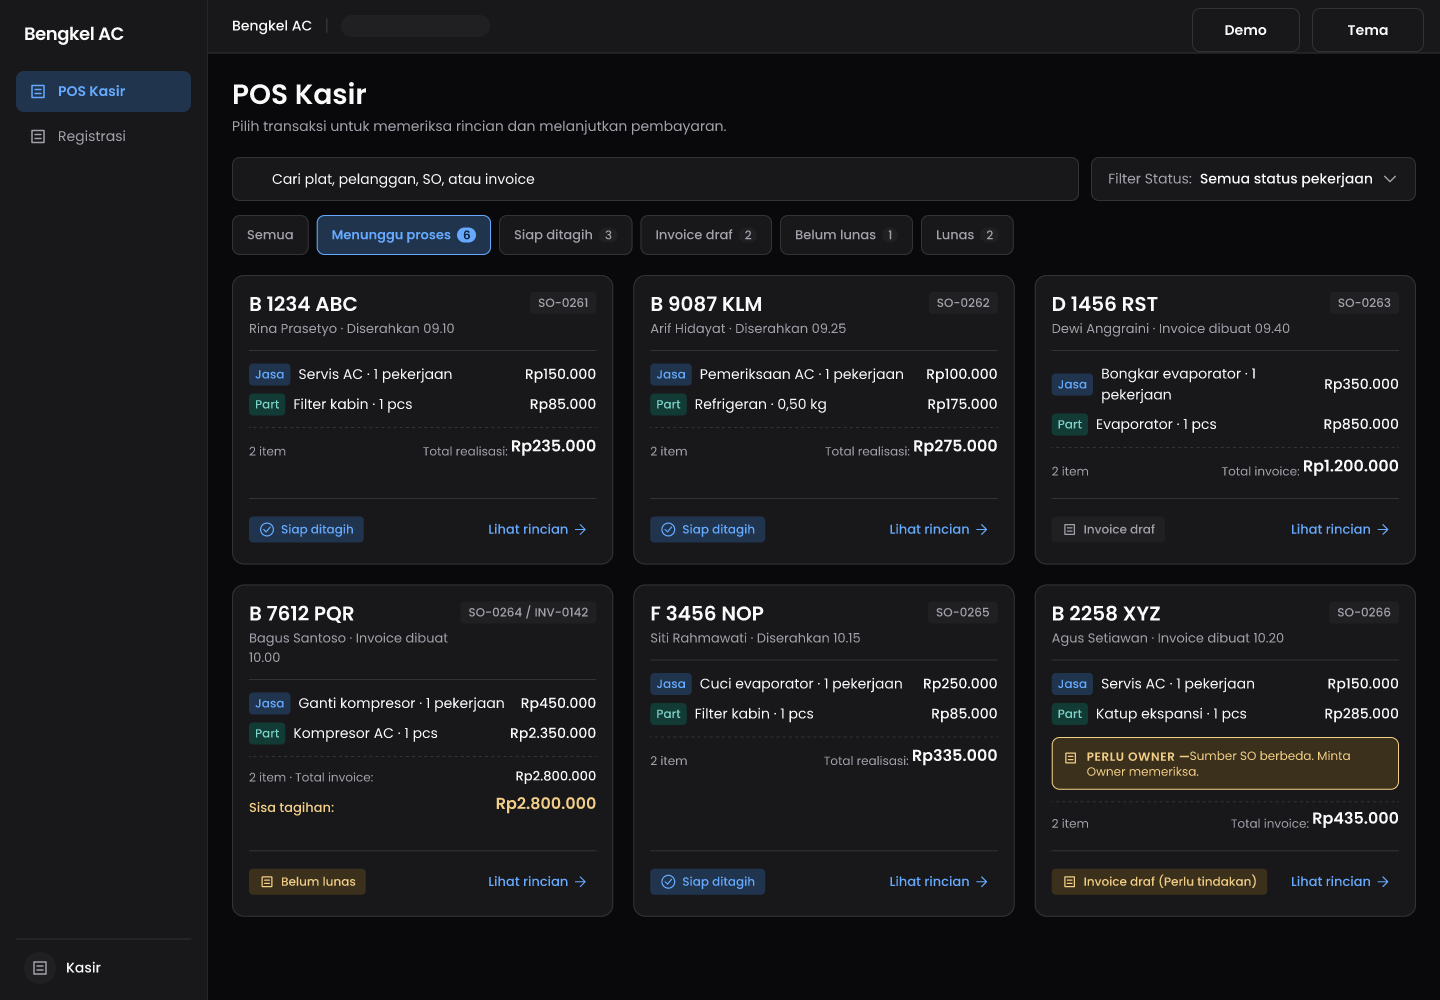 Bengkel AC
POS Kasir
Registrasi
Kasir
Bengkel AC
Demo
Tema
POS Kasir
Pilih transaksi untuk memeriksa rincian dan melanjutkan pembayaran.
Cari plat, pelanggan, SO, atau invoice
Filter Status: Semua status pekerjaan
Semua
Menunggu proses 6
Siap ditagih 3
Invoice draf 2
Belum lunas 1
Lunas 2
B 1234 ABC
SO-0261
Rina Prasetyo · Diserahkan 09.10
Jasa Servis AC · 1 pekerjaan Rp150.000
Part Filter kabin · 1 pcs Rp85.000
2 item Total realisasi: Rp235.000
Siap ditagih
Lihat rincian →
B 9087 KLM
SO-0262
Arif Hidayat · Diserahkan 09.25
Jasa Pemeriksaan AC · 1 pekerjaan Rp100.000
Part Refrigeran · 0,50 kg Rp175.000
2 item Total realisasi: Rp275.000
Siap ditagih
Lihat rincian →
D 1456 RST
SO-0263
Dewi Anggraini · Invoice dibuat 09.40
Jasa Bongkar evaporator · 1
pekerjaan Rp350.000
Part Evaporator · 1 pcs Rp850.000
2 item Total invoice: Rp1.200.000
Invoice draf
Lihat rincian →
B 7612 PQR
SO-0264 / INV-0142
Bagus Santoso · Invoice dibuat
10.00
Jasa Ganti kompresor · 1 pekerjaan Rp450.000
Part Kompresor AC · 1 pcs Rp2.350.000
2 item · Total invoice: Rp2.800.000
Sisa tagihan: Rp2.800.000
Belum lunas
Lihat rincian →
F 3456 NOP
SO-0265
Siti Rahmawati · Diserahkan 10.15
Jasa Cuci evaporator · 1 pekerjaan Rp250.000
Part Filter kabin · 1 pcs Rp85.000
2 item Total realisasi: Rp335.000
Siap ditagih
Lihat rincian →
B 2258 XYZ
SO-0266
Agus Setiawan · Invoice dibuat 10.20
Jasa Servis AC · 1 pekerjaan Rp150.000
Part Katup ekspansi · 1 pcs Rp285.000
PERLU OWNER —Sumber SO berbeda. Minta
Owner memeriksa.
2 item Total invoice: Rp435.000
Invoice draf (Perlu tindakan)
Lihat rincian →